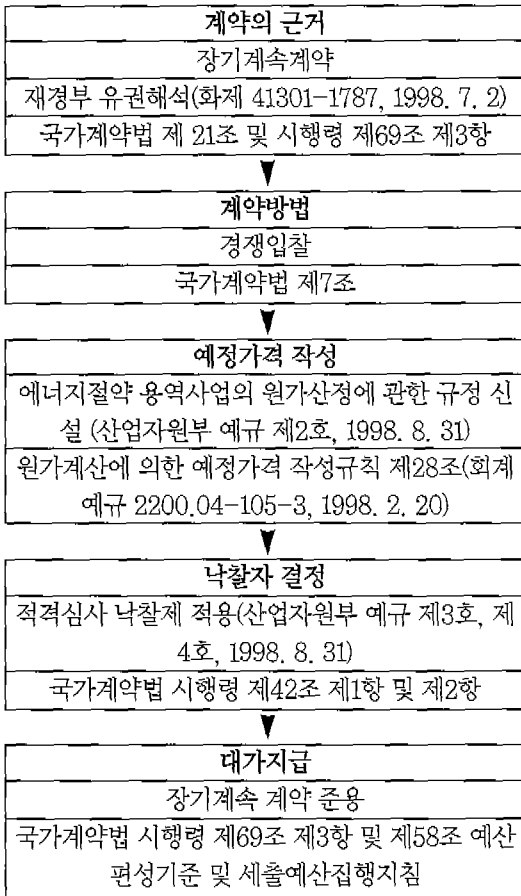 계약의 근거
장기계속계약
재경부 유권해석(화제 41301-1787, 1998. 7. 2)
국가계약법 제 21조 및 시행령 제69조 제3항
계약방법
경쟁입찰
국가계약법 제7조
예정가격 작성
에너지절약 용역사업의 원가산정에 관한 규정 신
설 (산업자원부 예규 제2호, 1998. 8. 31)
원가계산에 의한 예정가격 작성규칙 제28조(회계
예규 2200.04-105-3, 1998. 2. 20)
낙찰자 결정
적격심사 낙찰제 적용(산업자원부 예규 제3호, 제
4호, 1998. 8. 31)
국가계약법 시행령 제42조 제1항 및 제2항
대가지급
장기계속 계약 준용
국가계약법 시행령 제69조 제3항 및 제58조 예산
편성기준 및 세출예산집행지침